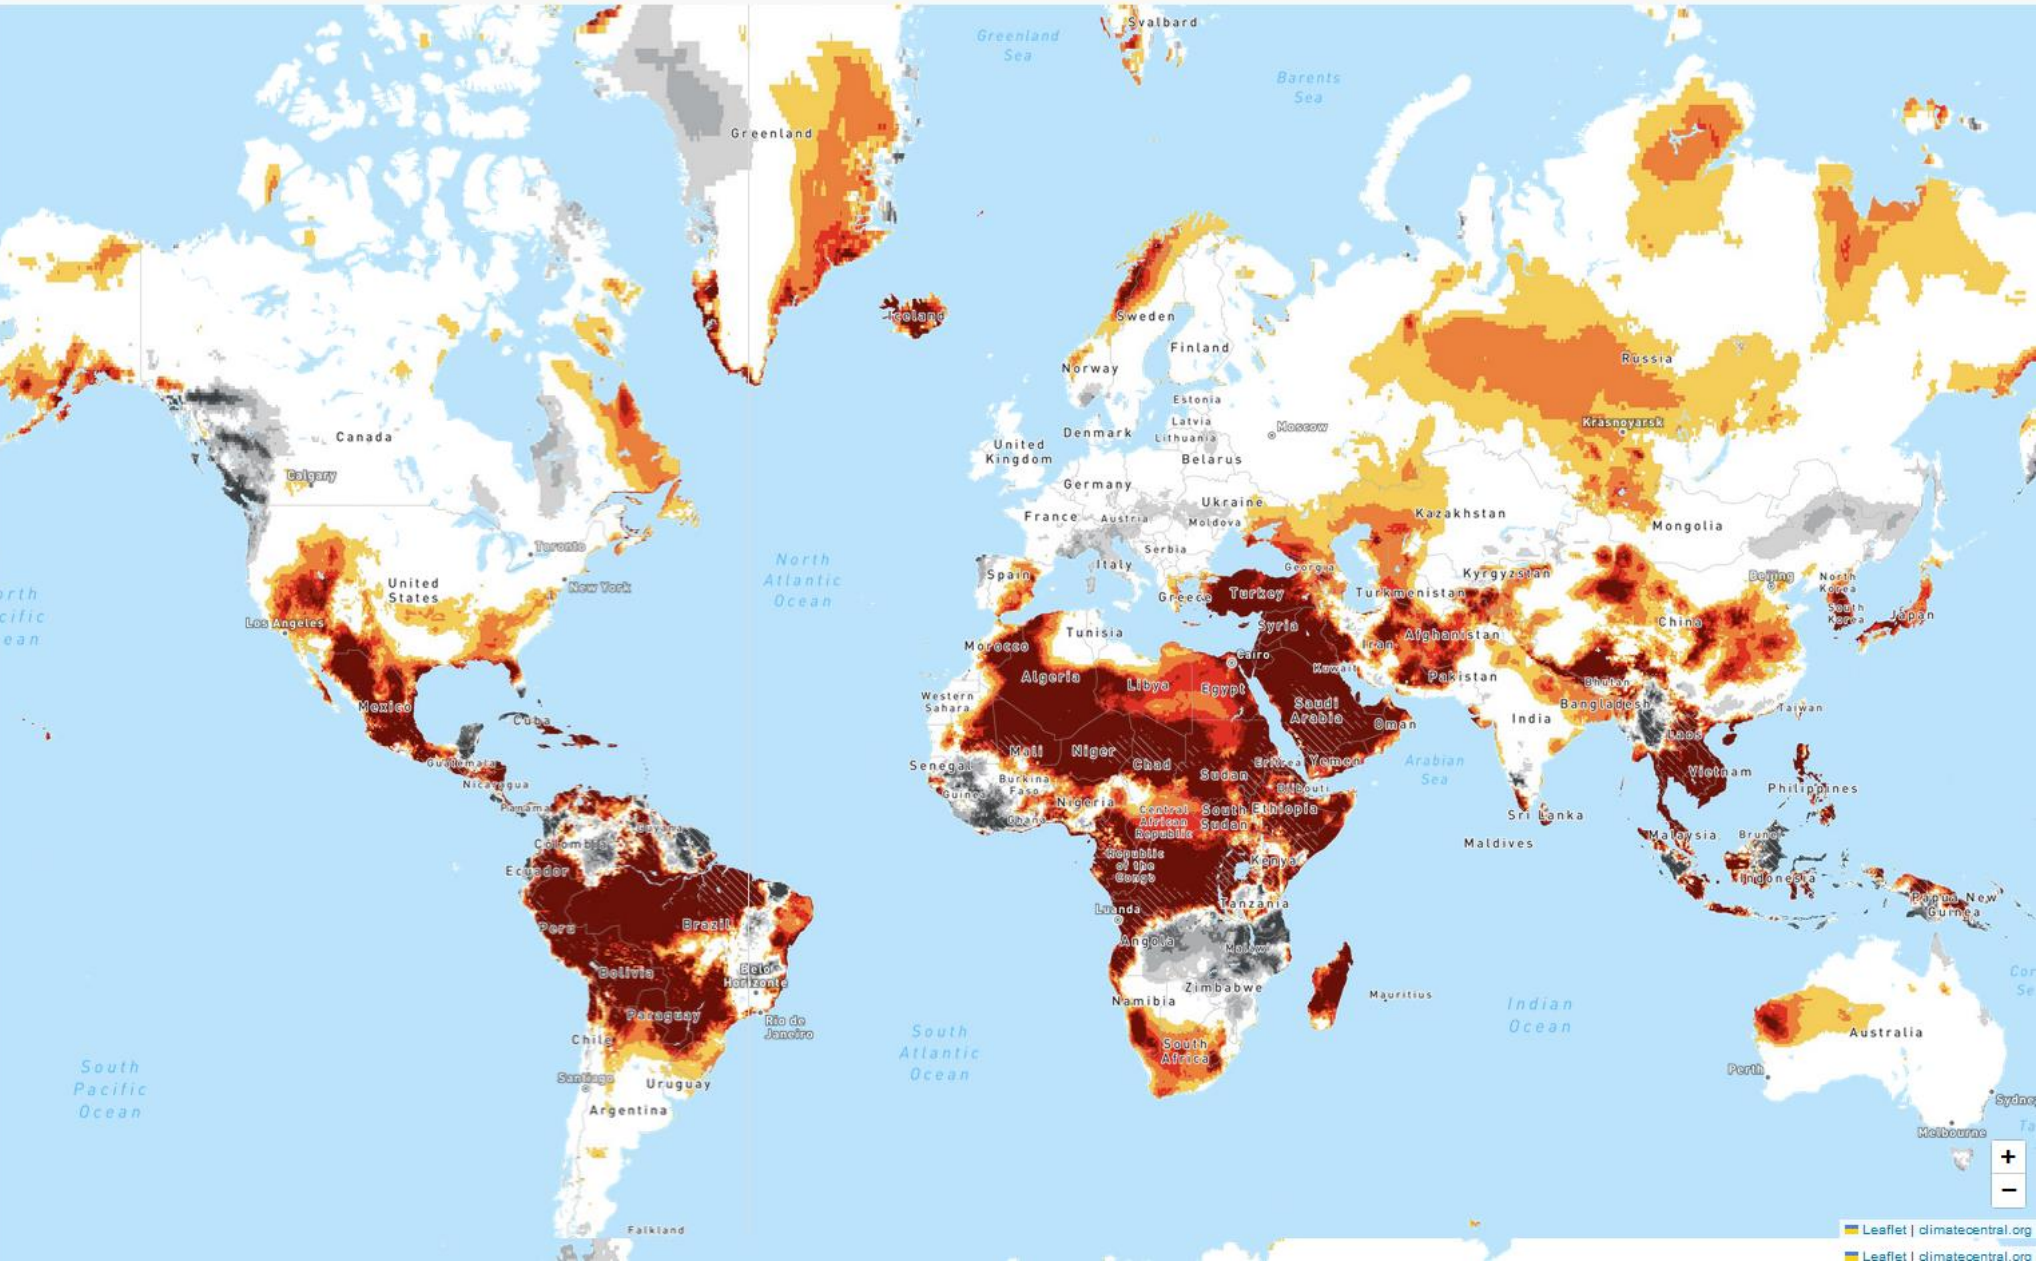 Svalbard
Greenland
Sea
Barents
Sea
Greenland
Iceland
Sweden
Finland
Norway
Russia
Estonia
Latvia
Lithuania
Moscow
Krasnoyarsk
Canada
Calgary
United
Kingdom
Denmark
Belarus
Germany
Ukraine
France
Austria
Moldova
Kazakhstan
Mongolia
Toronto
New York
North
Atlantic
Ocean
United
States
Los Angeles
Serbia
Spain
Italy
Georgia
Kyrgyzstan
Beijing
North
Korea
South
Korea
Japan
Greece
Turkey
Turkmenistan
Syria
Tunisia
Morocco
Cairo
Iran
Afghanistan
China
Kuwait
Pakistan
Algeria
Libya
Egypt
Western
Sahara
Saudi
Arabia
Oman
Bhutan
Bangladesh
India
Taiwan
Mexico
Cuba
Laos
Mali
Niger
Chad
Sudan
Eritrea
Yemen
Arabian
Sea
Vietnam
Philippines
Guatemala
Nicaragua
Panama
Senegal
Guinea
Burkina
Faso
Ghana
Nigeria
Djibouti
Central
African
Republic
South
Sudan
Ethiopia
Sri Lanka
Maldives
Malaysia
Brune
Guyana
Colomb
Ecuador
Republic
of the
Congo
Kenya
Indonesia
Papua New
Guinea
Luanda
Tanzania
Peru
Brazil
Angola
Malawi
Bolivia
Belo
Horizonte
Zimbabwe
Namibia
Mauritius
Indian
Ocean
Paraguay
Rio de
Janeiro
Chile
South
Atlantic
Ocean
South
Africa
Australia
Perth
Santiago
Uruguay
Argentina
South
Pacific
Ocean
Sydne
Melbourne
Falkland
+
−
Leaflet | climatecentral.org
Leaflet | climatecentral.org